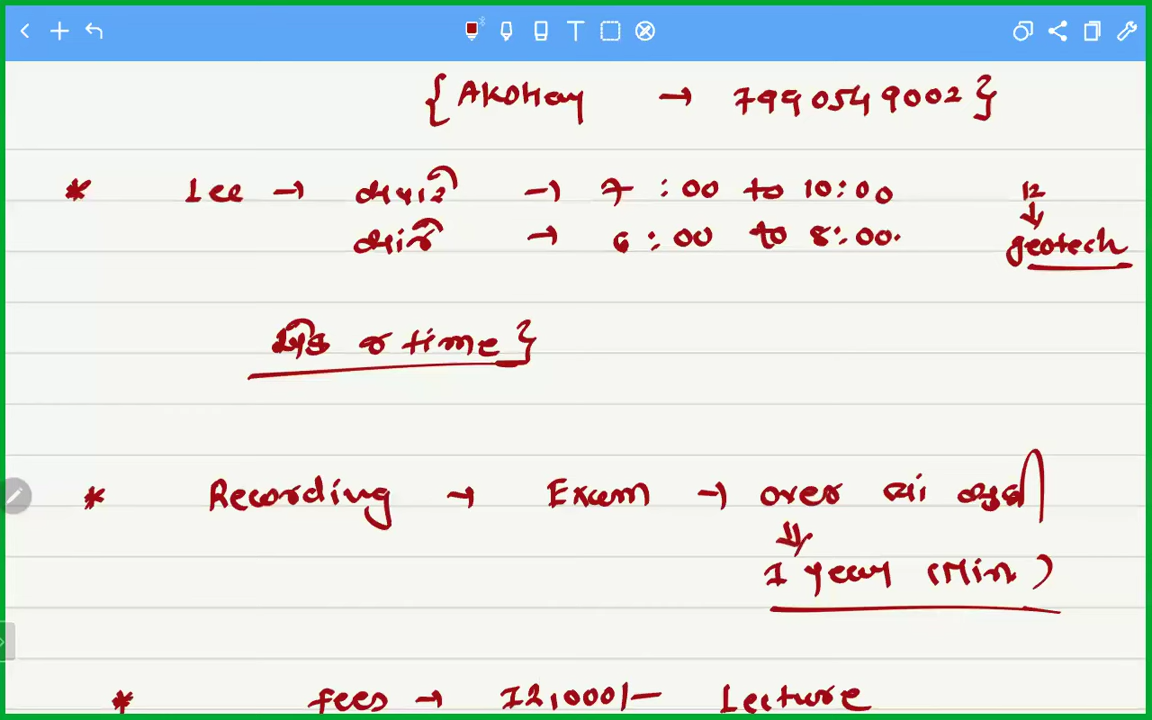 {AKSHay → 7990549002}
* Lec → સવારે → 7:00 to 10:00 12
સાંજે → 6:00 to 8:00. ↓ geotech
time}
* Recording → Exam → over ના
⇓ 1 year (Min)
* fees → 12,000/- Lecture